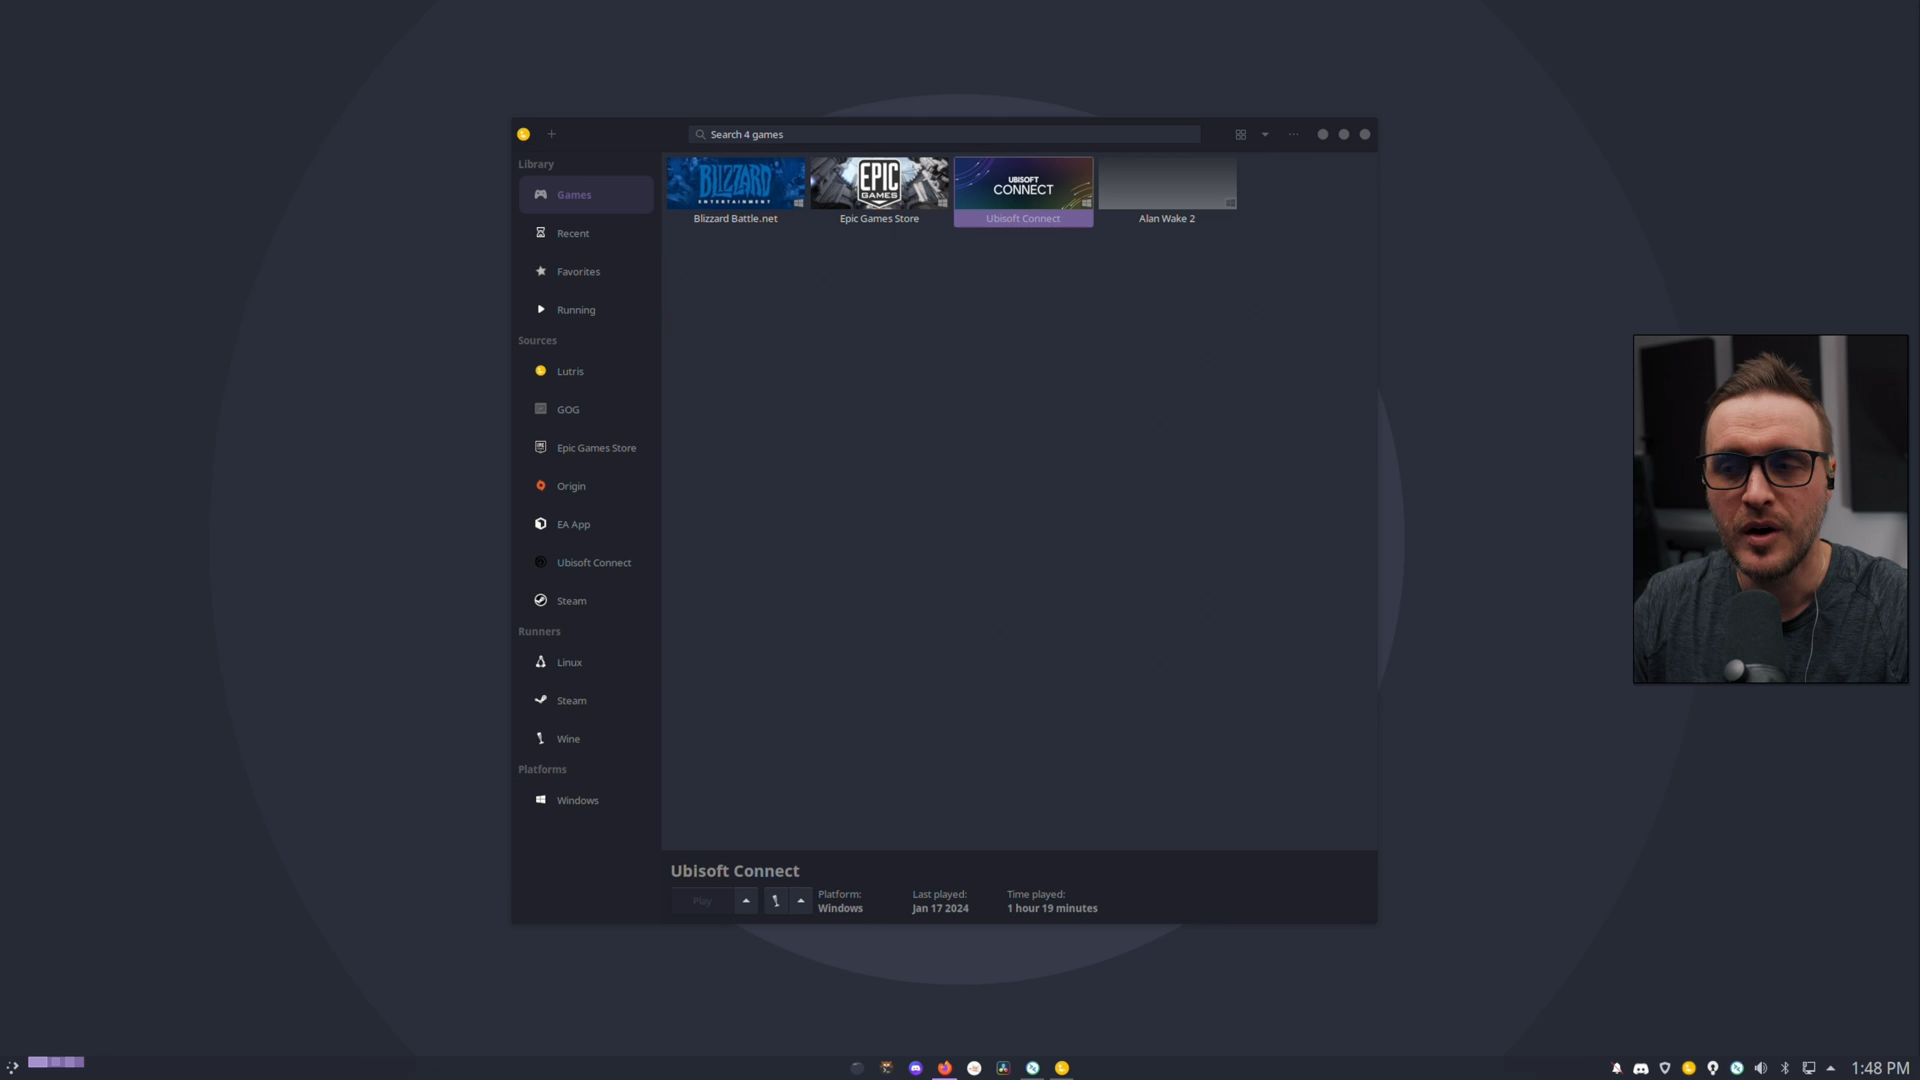 Search 4 games
Library
Games
Recent
Favorites
Running
Sources
Lutris
GOG
Epic Games Store
Origin
EA App
Ubisoft Connect
Steam
Runners
Linux
Steam
Wine
Platforms
Windows
BLIZZARD
ENTERTAINMENT
Blizzard Battle.net
EPIC
GAMES
Epic Games Store
UBISOFT
CONNECT
Ubisoft Connect
Alan Wake 2
Ubisoft Connect
Play
Platform:
Windows
Last played:
Jan 17 2024
Time played:
1 hour 19 minutes
1:48 PM